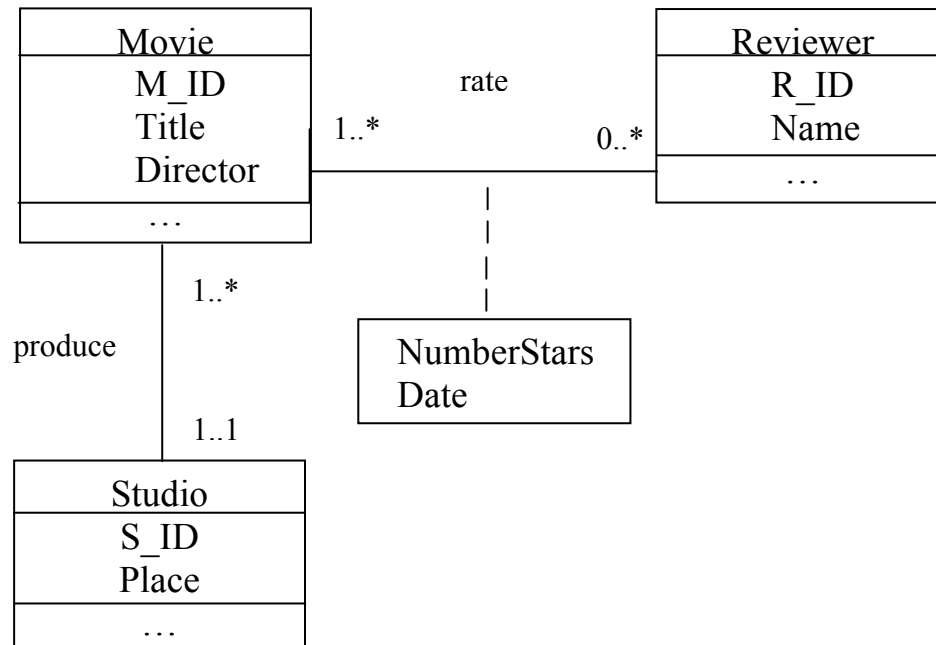 Movie
M_ID
Title
Director
…
rate
1..*
0..*
Reviewer
R_ID
Name
…
1..*
produce
1..1
NumberStars
Date
Studio
S_ID
Place
…